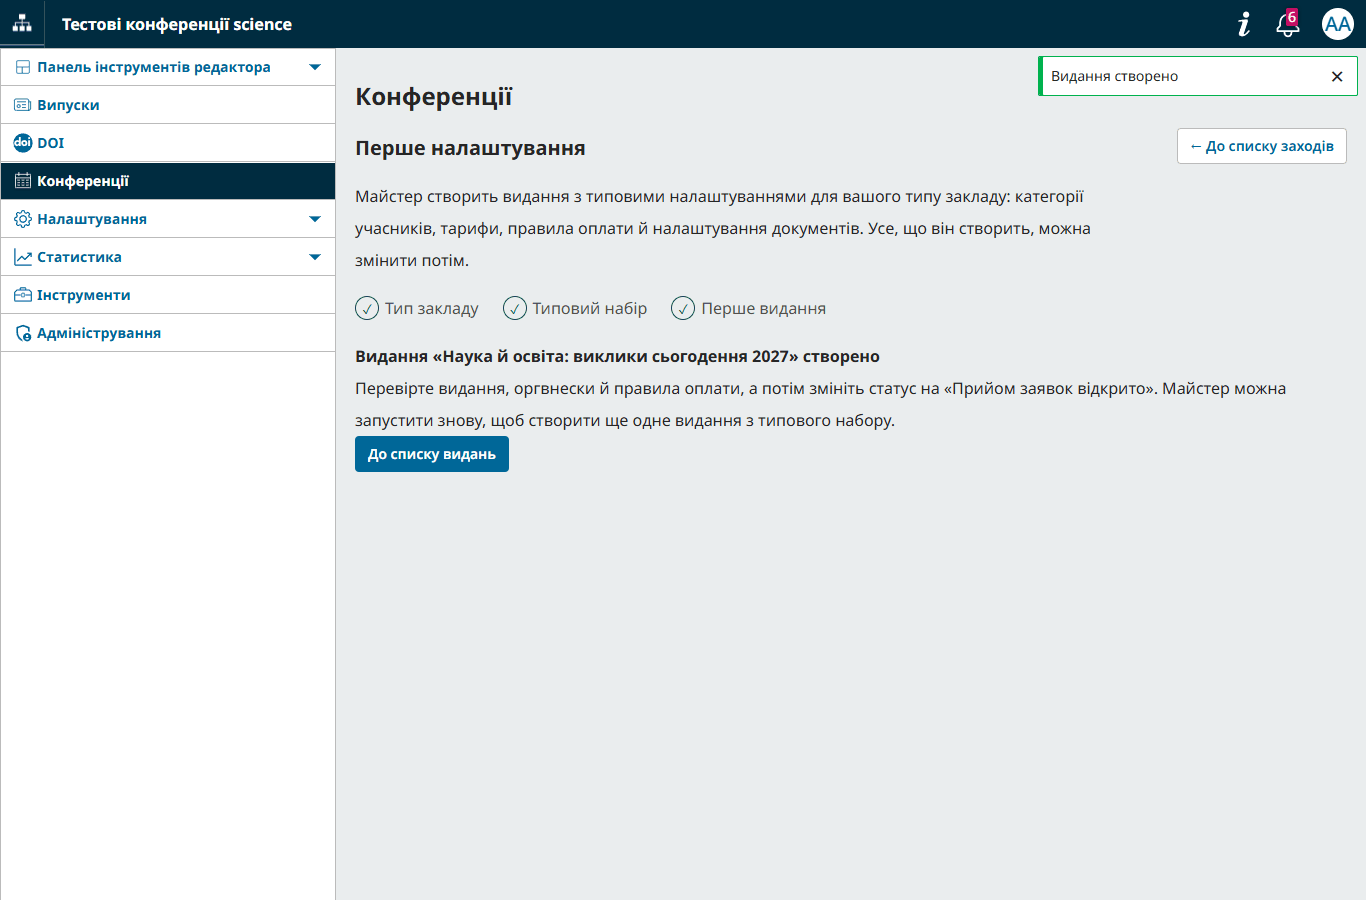 Тестові конференції science
6
AA
Панель інструментів редактора
Випуски
doi DOI
Конференції
Налаштування
Статистика
Інструменти
Адміністрування
Видання створено
Конференції
Перше налаштування
← До списку заходів
Майстер створить видання з типовими налаштуваннями для вашого типу закладу: категорії
учасників, тарифи, правила оплати й налаштування документів. Усе, що він створить, можна
змінити потім.
✓ Тип закладу ✓ Типовий набір ✓ Перше видання
Видання «Наука й освіта: виклики сьогодення 2027» створено
Перевірте видання, оргвнески й правила оплати, а потім змініть статус на «Прийом заявок відкрито». Майстер можна
запустити знову, щоб створити ще одне видання з типового набору.
До списку видань